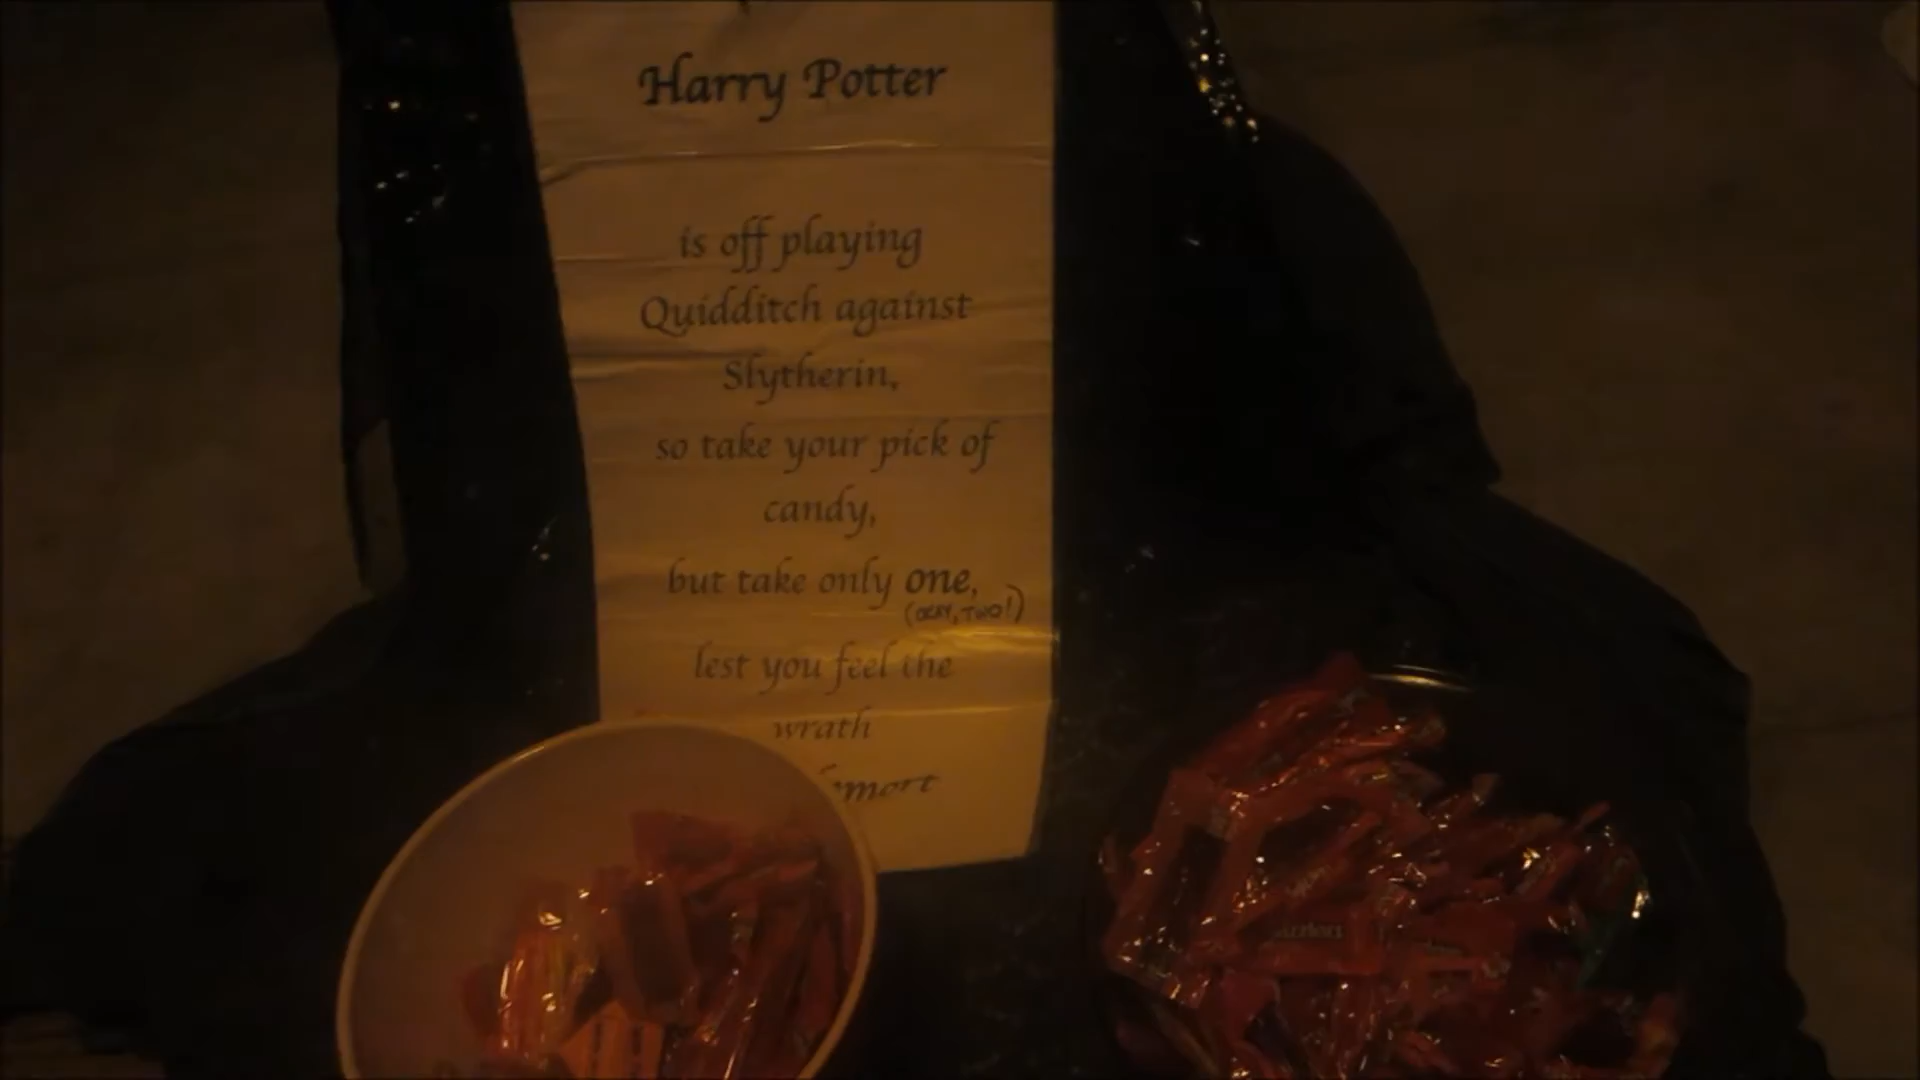 Harry Potter
is off playing
Quidditch against
Slytherin,
so take your pick of
candy,
but take only one,
(OKAY, TWO!)
lest you feel the
wrath
mort